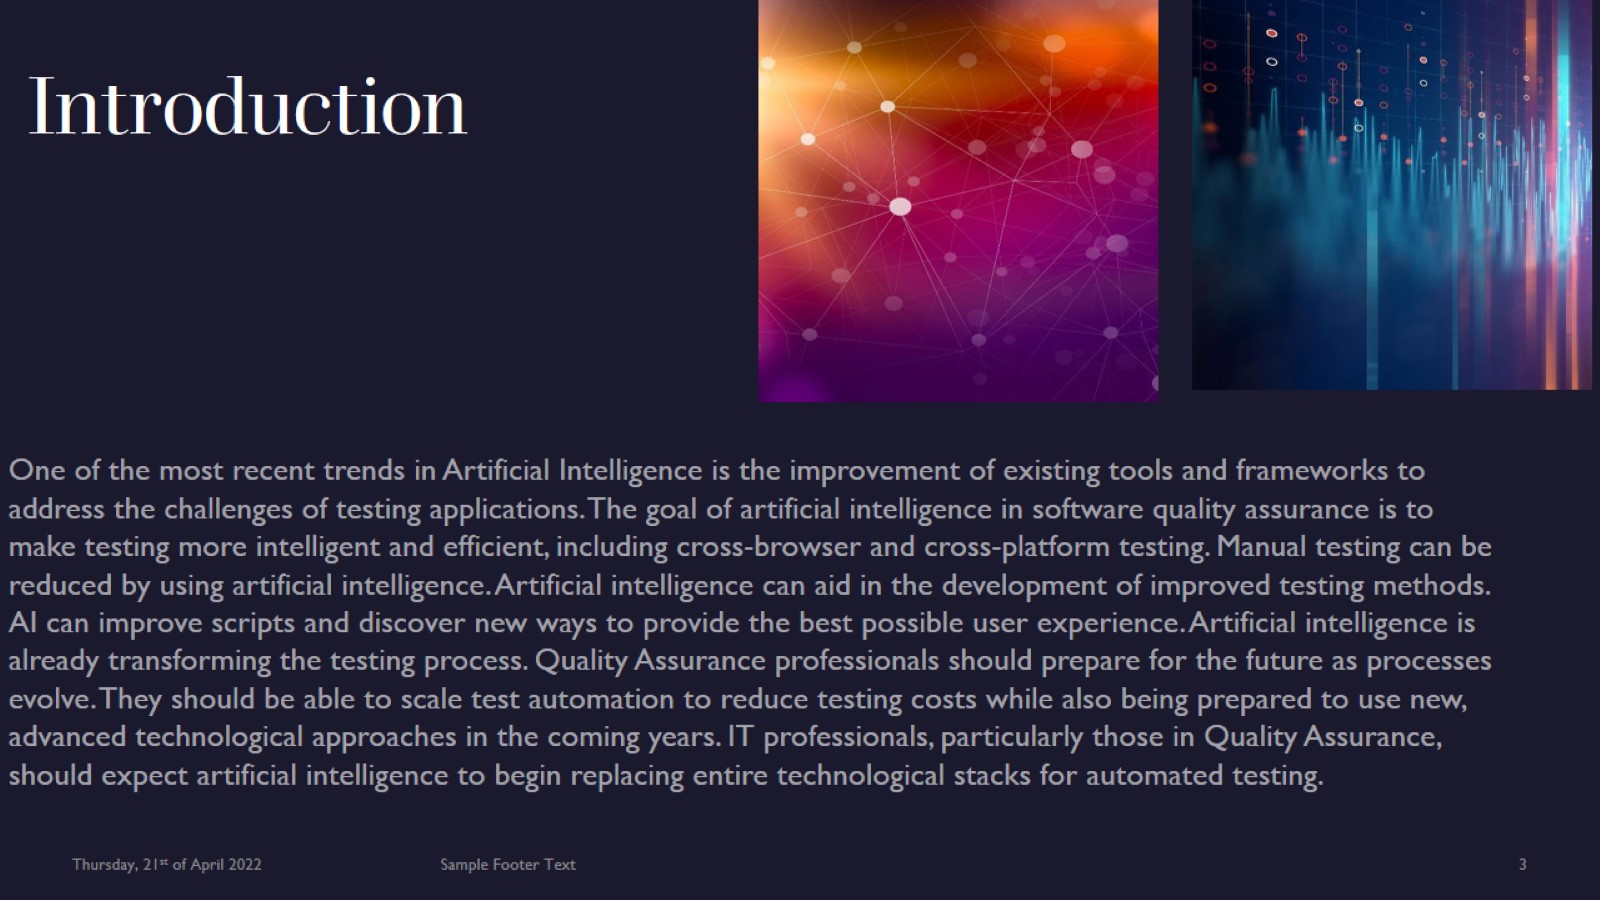 Introduction
One of the most recent trends in Artificial Intelligence is the improvement of existing tools and frameworks to
address the challenges of testing applications. The goal of artificial intelligence in software quality assurance is to
make testing more intelligent and efficient, including cross-browser and cross-platform testing. Manual testing can be
reduced by using artificial intelligence. Artificial intelligence can aid in the development of improved testing methods.
AI can improve scripts and discover new ways to provide the best possible user experience. Artificial intelligence is
already transforming the testing process. Quality Assurance professionals should prepare for the future as processes
evolve. They should be able to scale test automation to reduce testing costs while also being prepared to use new,
advanced technological approaches in the coming years. IT professionals, particularly those in Quality Assurance,
should expect artificial intelligence to begin replacing entire technological stacks for automated testing.
Thursday, 21st of April 2022
Sample Footer Text
3